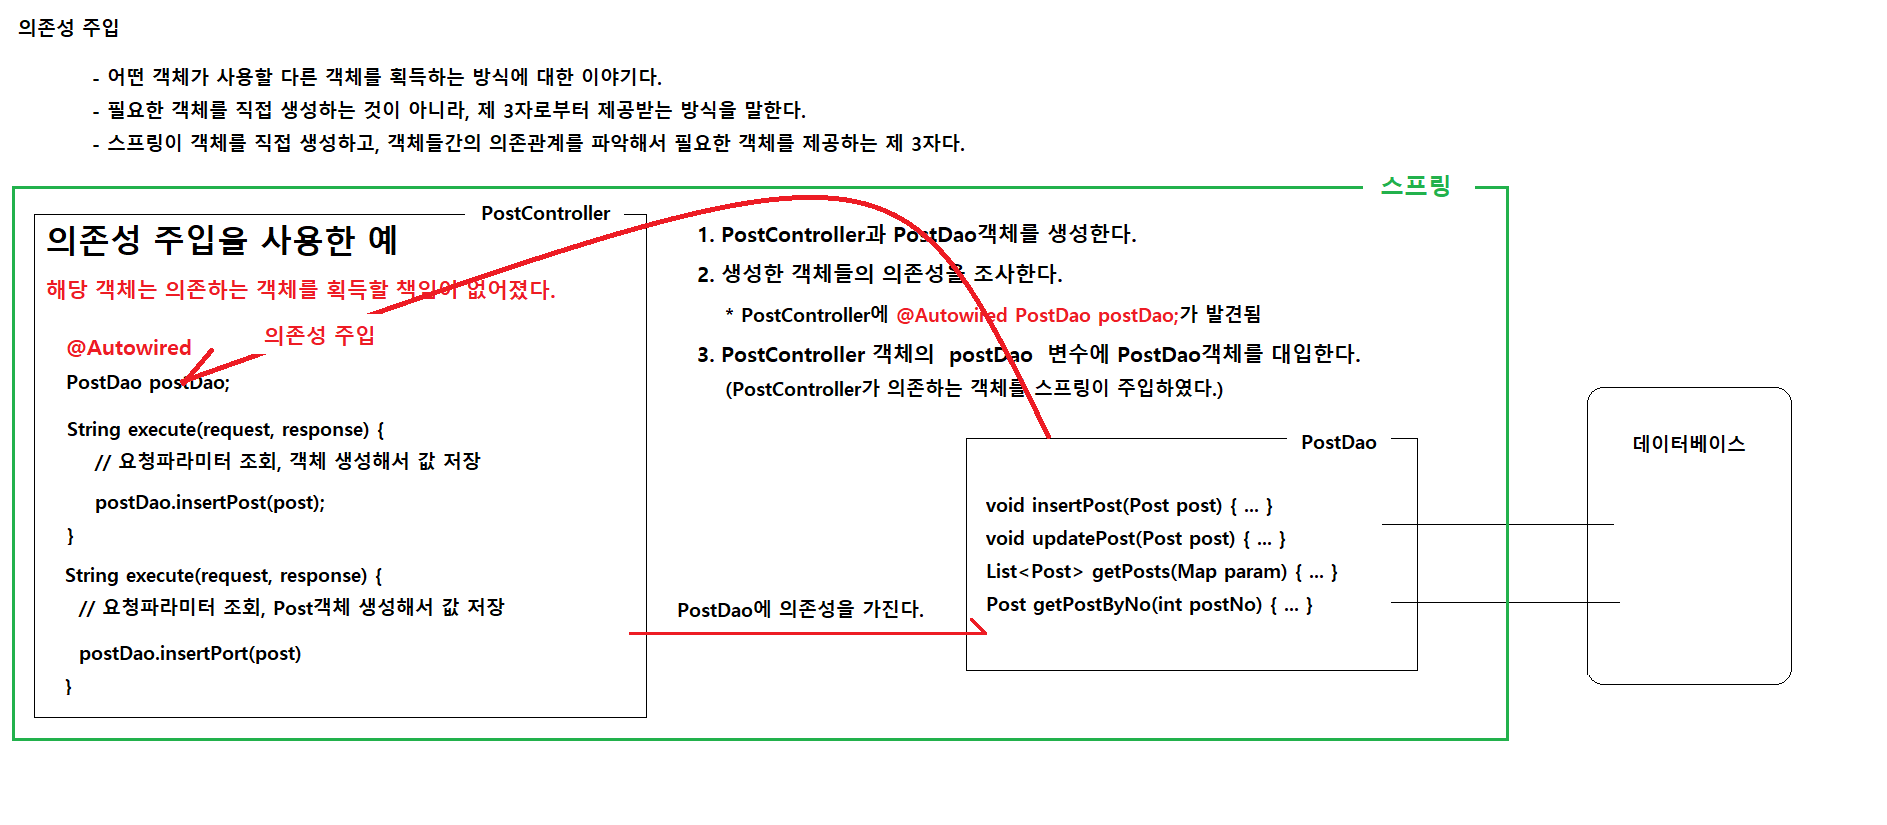 의존성 주입
- 어떤 객체가 사용할 다른 객체를 획득하는 방식에 대한 이야기다.
- 필요한 객체를 직접 생성하는 것이 아니라, 제 3자로부터 제공받는 방식을 말한다.
- 스프링이 객체를 직접 생성하고, 객체들간의 의존관계를 파악해서 필요한 객체를 제공하는 제 3자다.
스프링
PostController
의존성 주입을 사용한 예
해당 객체는 의존하는 객체를 획득할 책임이 없어졌다.
의존성 주입
@Autowired
PostDao postDao;
String execute(request, response) {
// 요청파라미터 조회, 객체 생성해서 값 저장
postDao.insertPost(post);
}
String execute(request, response) {
// 요청파라미터 조회, Post객체 생성해서 값 저장
postDao.insertPort(post)
}
1. PostController과 PostDao객체를 생성한다.
2. 생성한 객체들의 의존성을 조사한다.
* PostController에 @Autowired PostDao postDao;가 발견됨
3. PostController 객체의 postDao 변수에 PostDao객체를 대입한다.
(PostController가 의존하는 객체를 스프링이 주입하였다.)
PostDao에 의존성을 가진다.
PostDao
void insertPost(Post post) { ... }
void updatePost(Post post) { ... }
List<Post> getPosts(Map param) { ... }
Post getPostByNo(int postNo) { ... }
데이터베이스